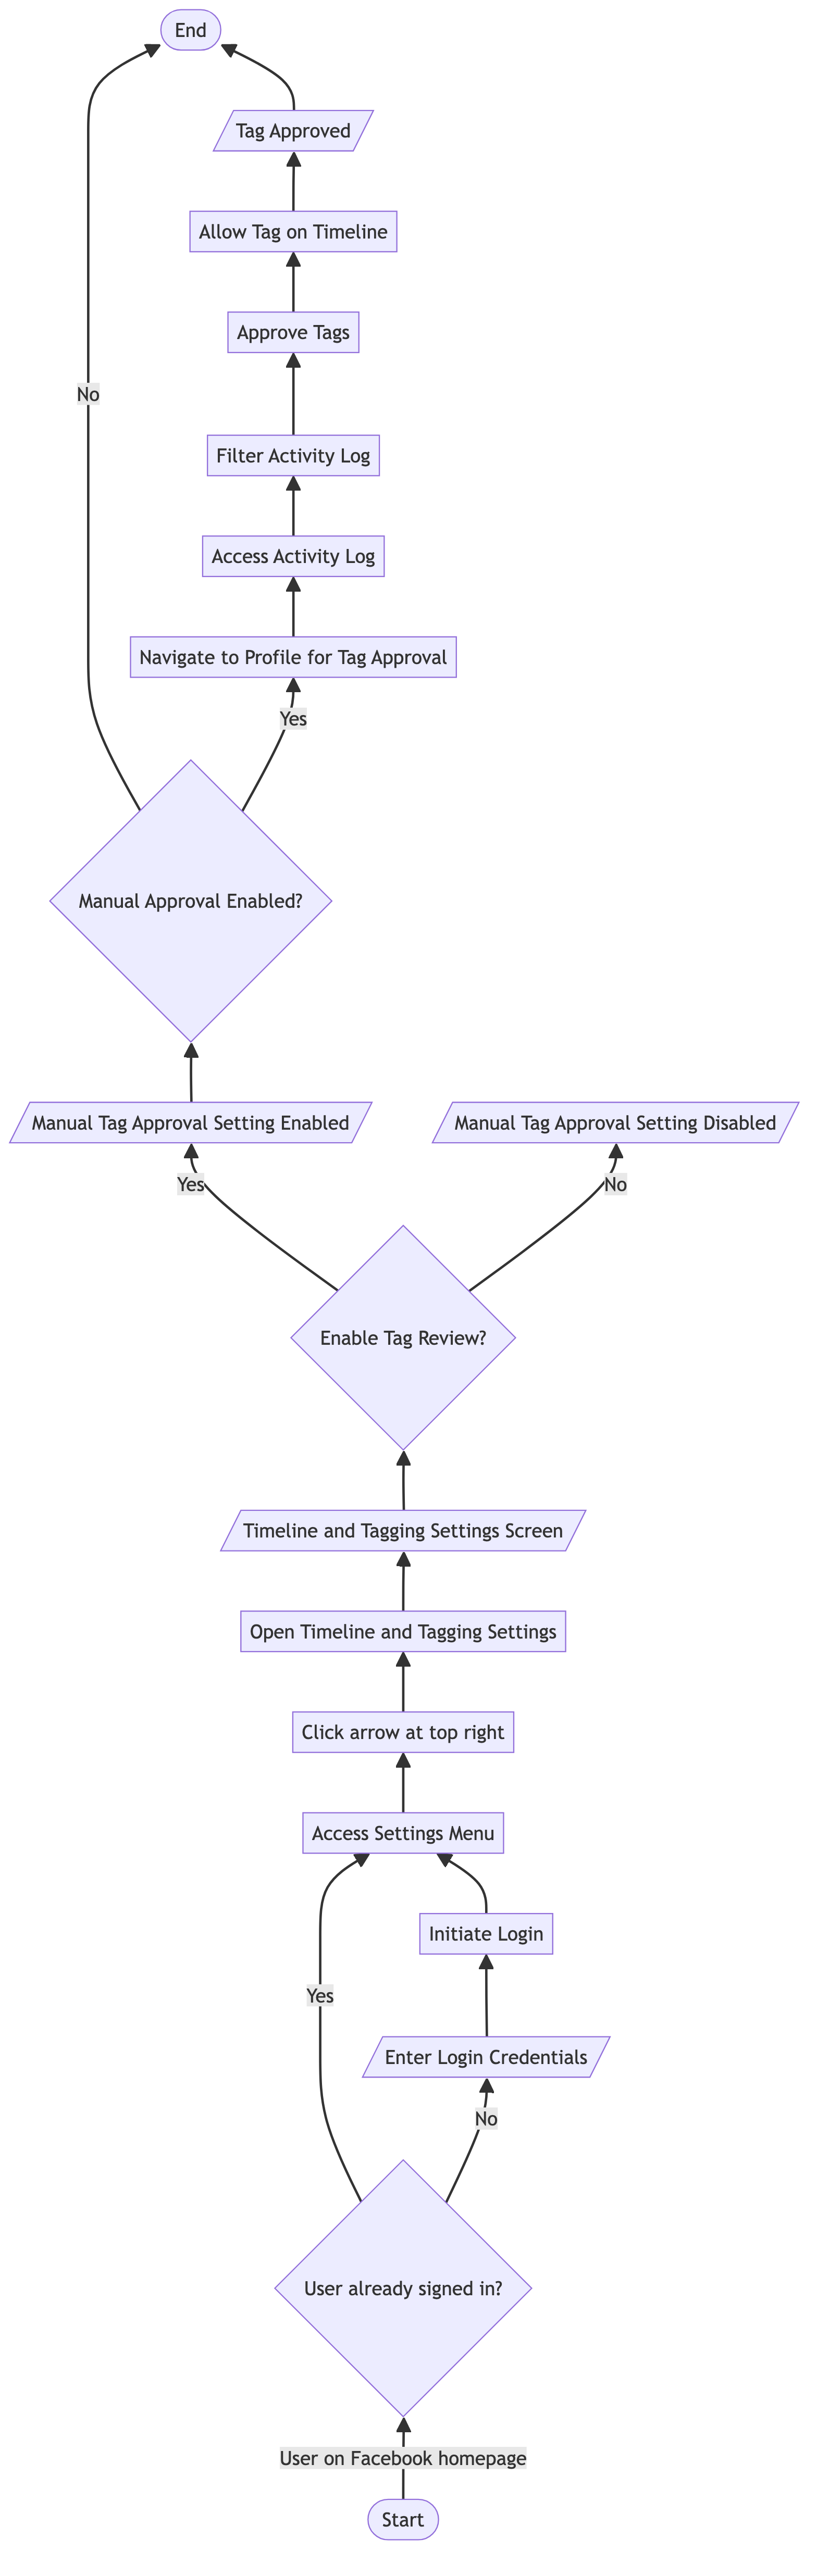 End
Tag Approved
Allow Tag on Timeline
Approve Tags
No
Filter Activity Log
Access Activity Log
Navigate to Profile for Tag Approval
Yes
Manual Approval Enabled?
Manual Tag Approval Setting Enabled
Manual Tag Approval Setting Disabled
Yes
No
Enable Tag Review?
Timeline and Tagging Settings Screen
Open Timeline and Tagging Settings
Click arrow at top right
Access Settings Menu
Initiate Login
Yes
Enter Login Credentials
No
User already signed in?
User on Facebook homepage
Start